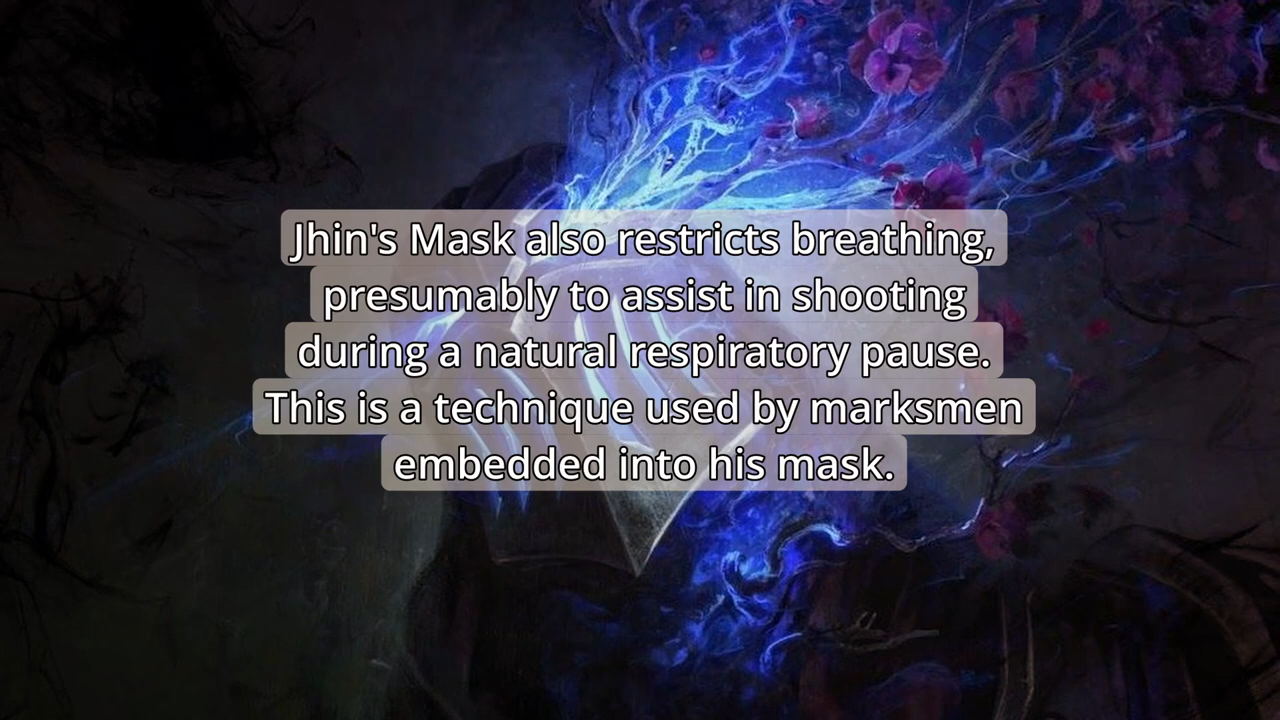 Jhin's Mask also restricts breathing,
presumably to assist in shooting
during a natural respiratory pause.
This is a technique used by marksmen
embedded into his mask.